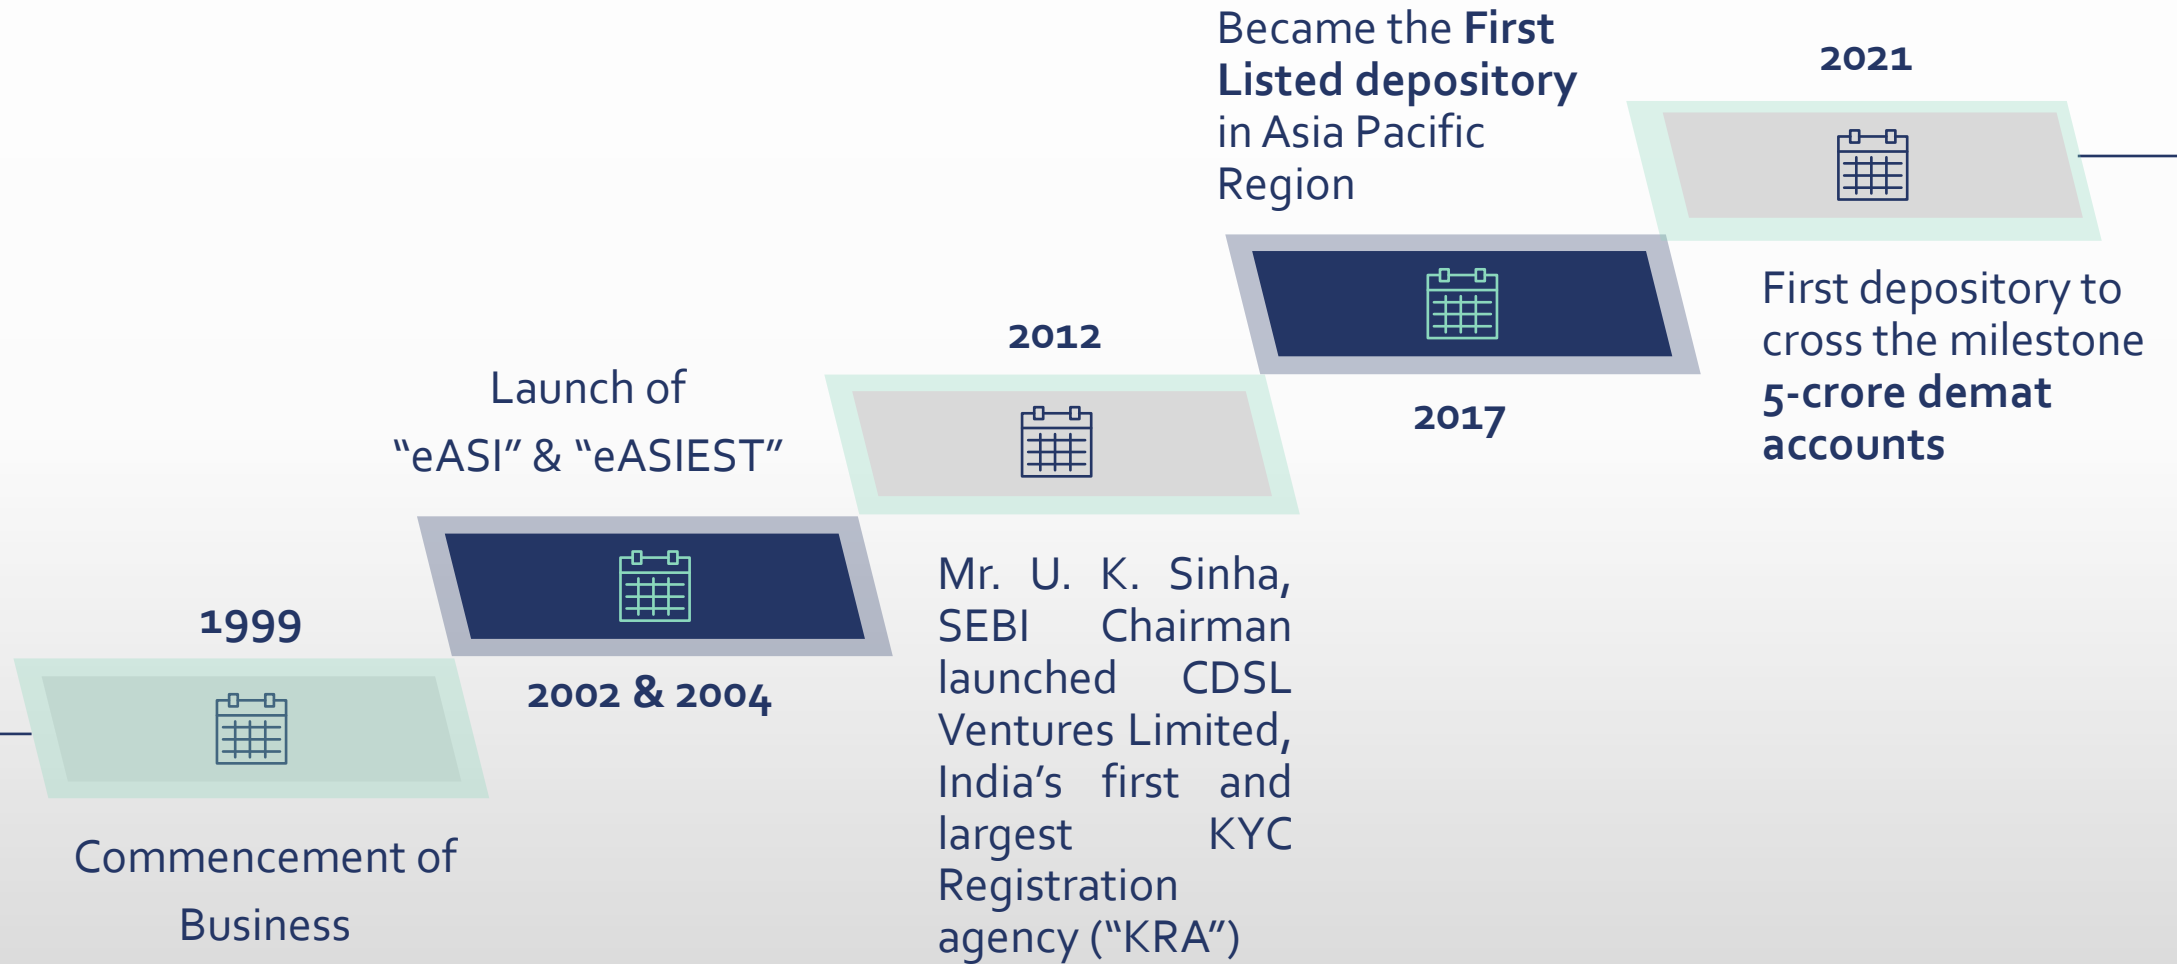 1999
Commencement of
Business
Launch of
“eASI” & “eASIEST”
2002 & 2004
2012
Mr. U. K. Sinha,
SEBI Chairman
launched CDSL
Ventures Limited,
India’s first and
largest KYC
Registration
agency (“KRA”)
Became the First
Listed depository
in Asia Pacific
Region
2017
2021
First depository to
cross the milestone
5-crore demat
accounts